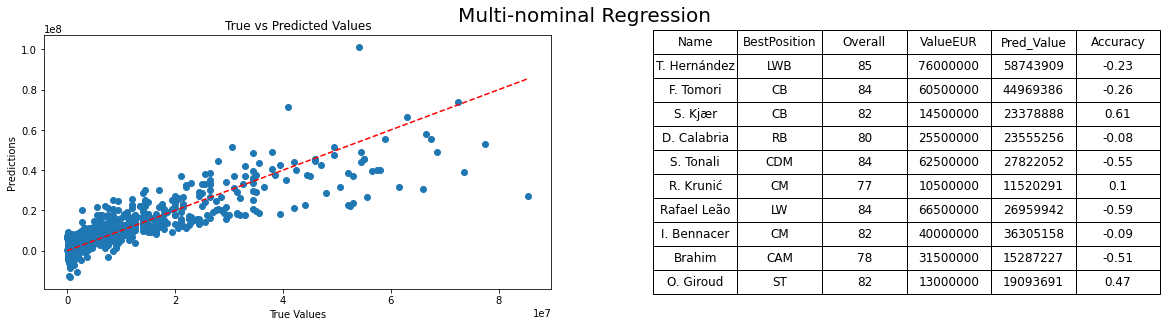 Multi-nominal Regression
True vs Predicted Values
1e8
1.0
0.8
0.6
0.4
0.2
0.0
Predictions
0 2 4 6 8
1e7
True Values
Name BestPosition Overall ValueEUR Pred_Value Accuracy
T. Hernández LWB 85 76000000 58743909 -0.23
F. Tomori CB 84 60500000 44969386 -0.26
S. Kjær CB 82 14500000 23378888 0.61
D. Calabria RB 80 25500000 23555256 -0.08
S. Tonali CDM 84 62500000 27822052 -0.55
R. Krunić CM 77 10500000 11520291 0.1
Rafael Leão LW 84 66500000 26959942 -0.59
I. Bennacer CM 82 40000000 36305158 -0.09
Brahim CAM 78 31500000 15287227 -0.51
O. Giroud ST 82 13000000 19093691 0.47